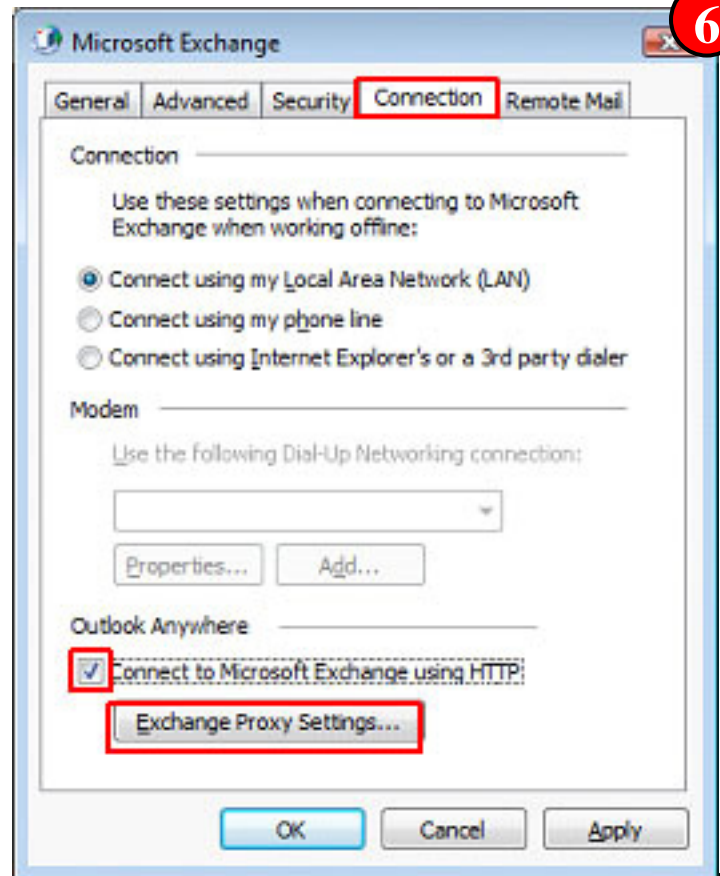 6
Microsoft Exchange
General Advanced Security Connection Remote Mail
Connection
Use these settings when connecting to Microsoft
Exchange when working offline:
Connect using my Local Area Network (LAN)
Connect using my phone line
Connect using Internet Explorer's or a 3rd party dialer
Modem
Use the following Dial-Up Networking connection:
Properties... Add...
Outlook Anywhere
Connect to Microsoft Exchange using HTTP
Exchange Proxy Settings...
OK Cancel Apply